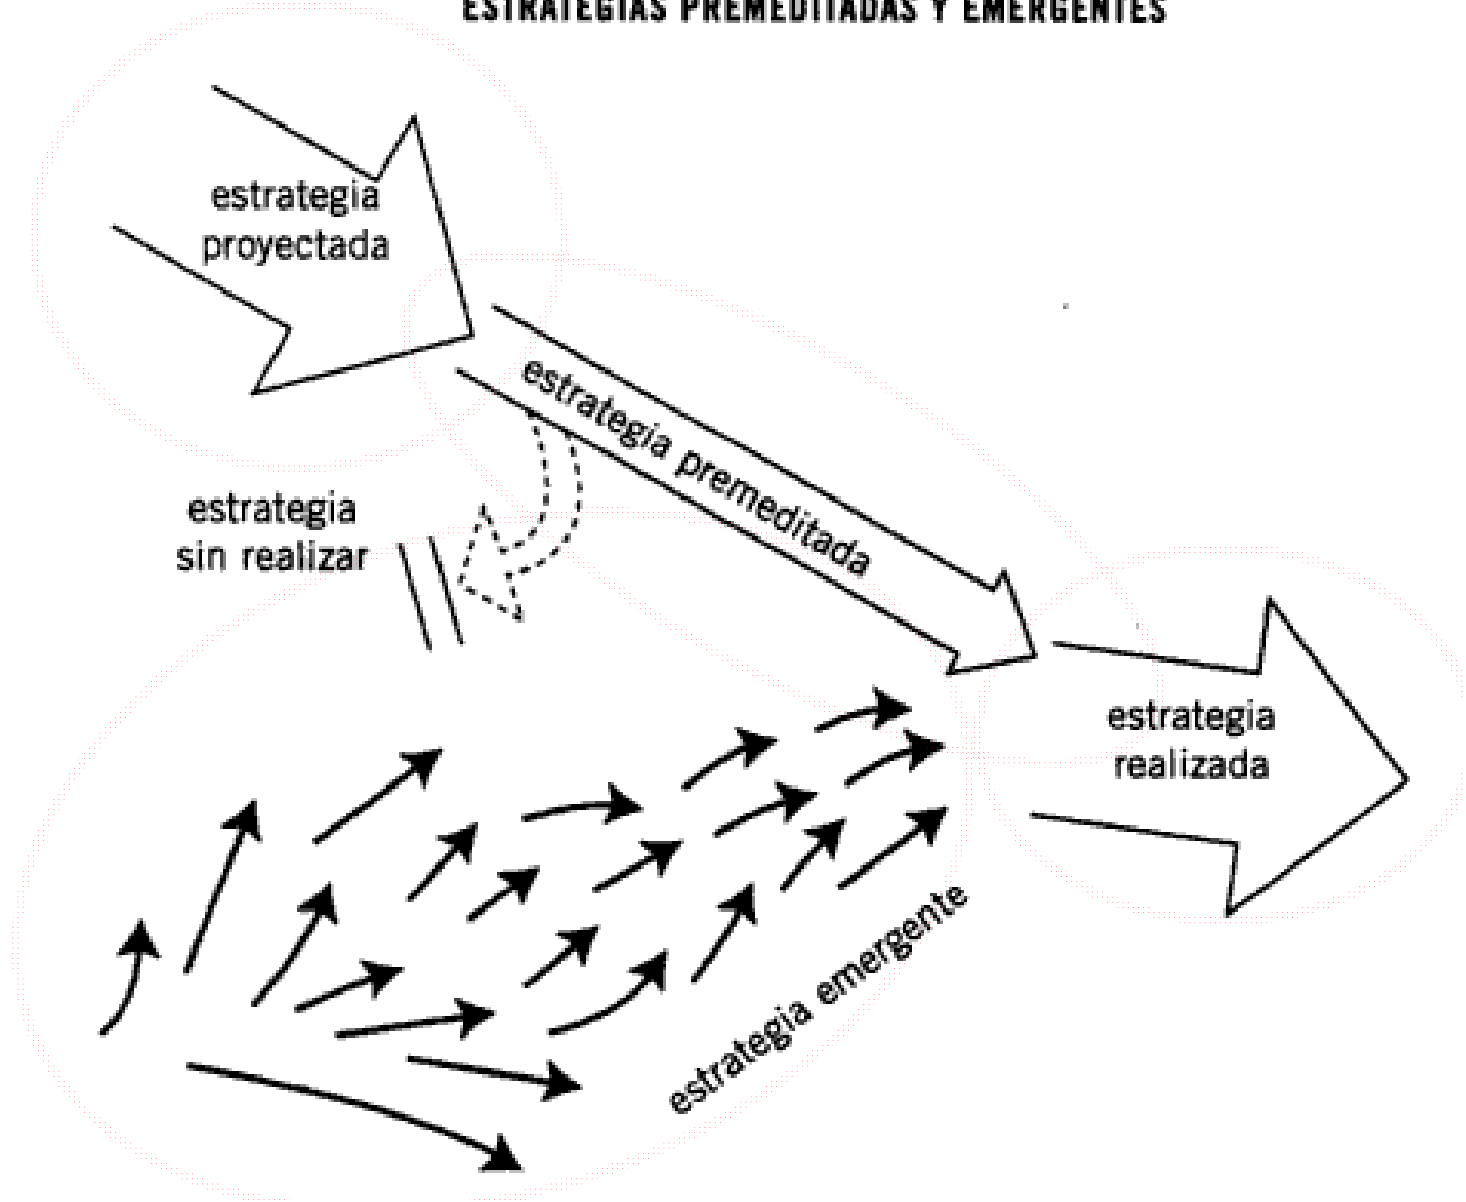 ESTRATEGIAS PREMEDITADAS Y EMERGENTES
estrategia
proyectada
estrategia premeditada
estrategia
sin realizar
estrategia
realizada
estrategia emergente